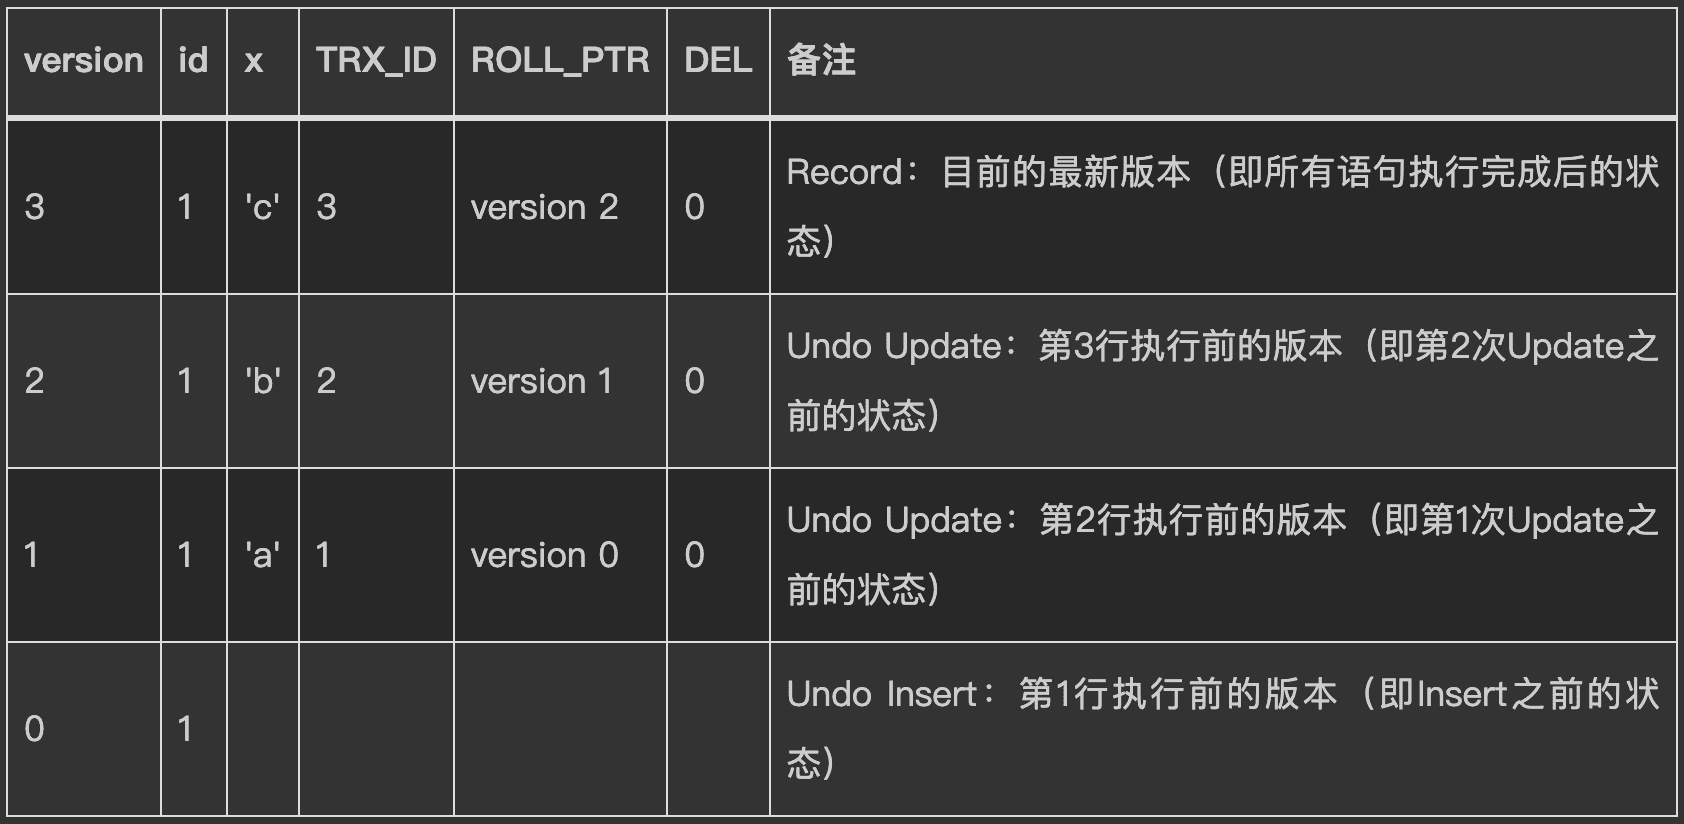 version id x TRX_ID ROLL_PTR DEL 备注
3 1 'c' 3 version 2 0 Record：目前的最新版本（即所有语句执行完成后的状
态）
2 1 'b' 2 version 1 0 Undo Update：第3行执行前的版本（即第2次Update之
前的状态）
1 1 'a' 1 version 0 0 Undo Update：第2行执行前的版本（即第1次Update之
前的状态）
0 1 Undo Insert：第1行执行前的版本（即Insert之前的状
态）